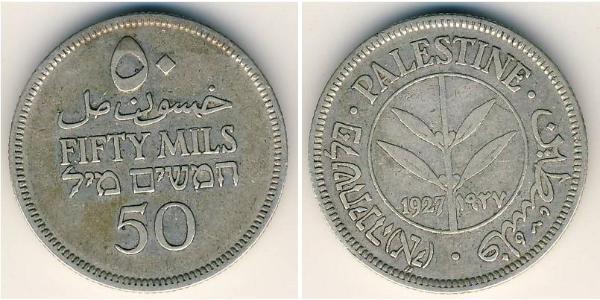 ٥٠
خمسون مل
FIFTY MILS
חמשים מיל
50
PALESTINE
פלשתינה (א״י)
فلسطين
1927 ١٩٢٧